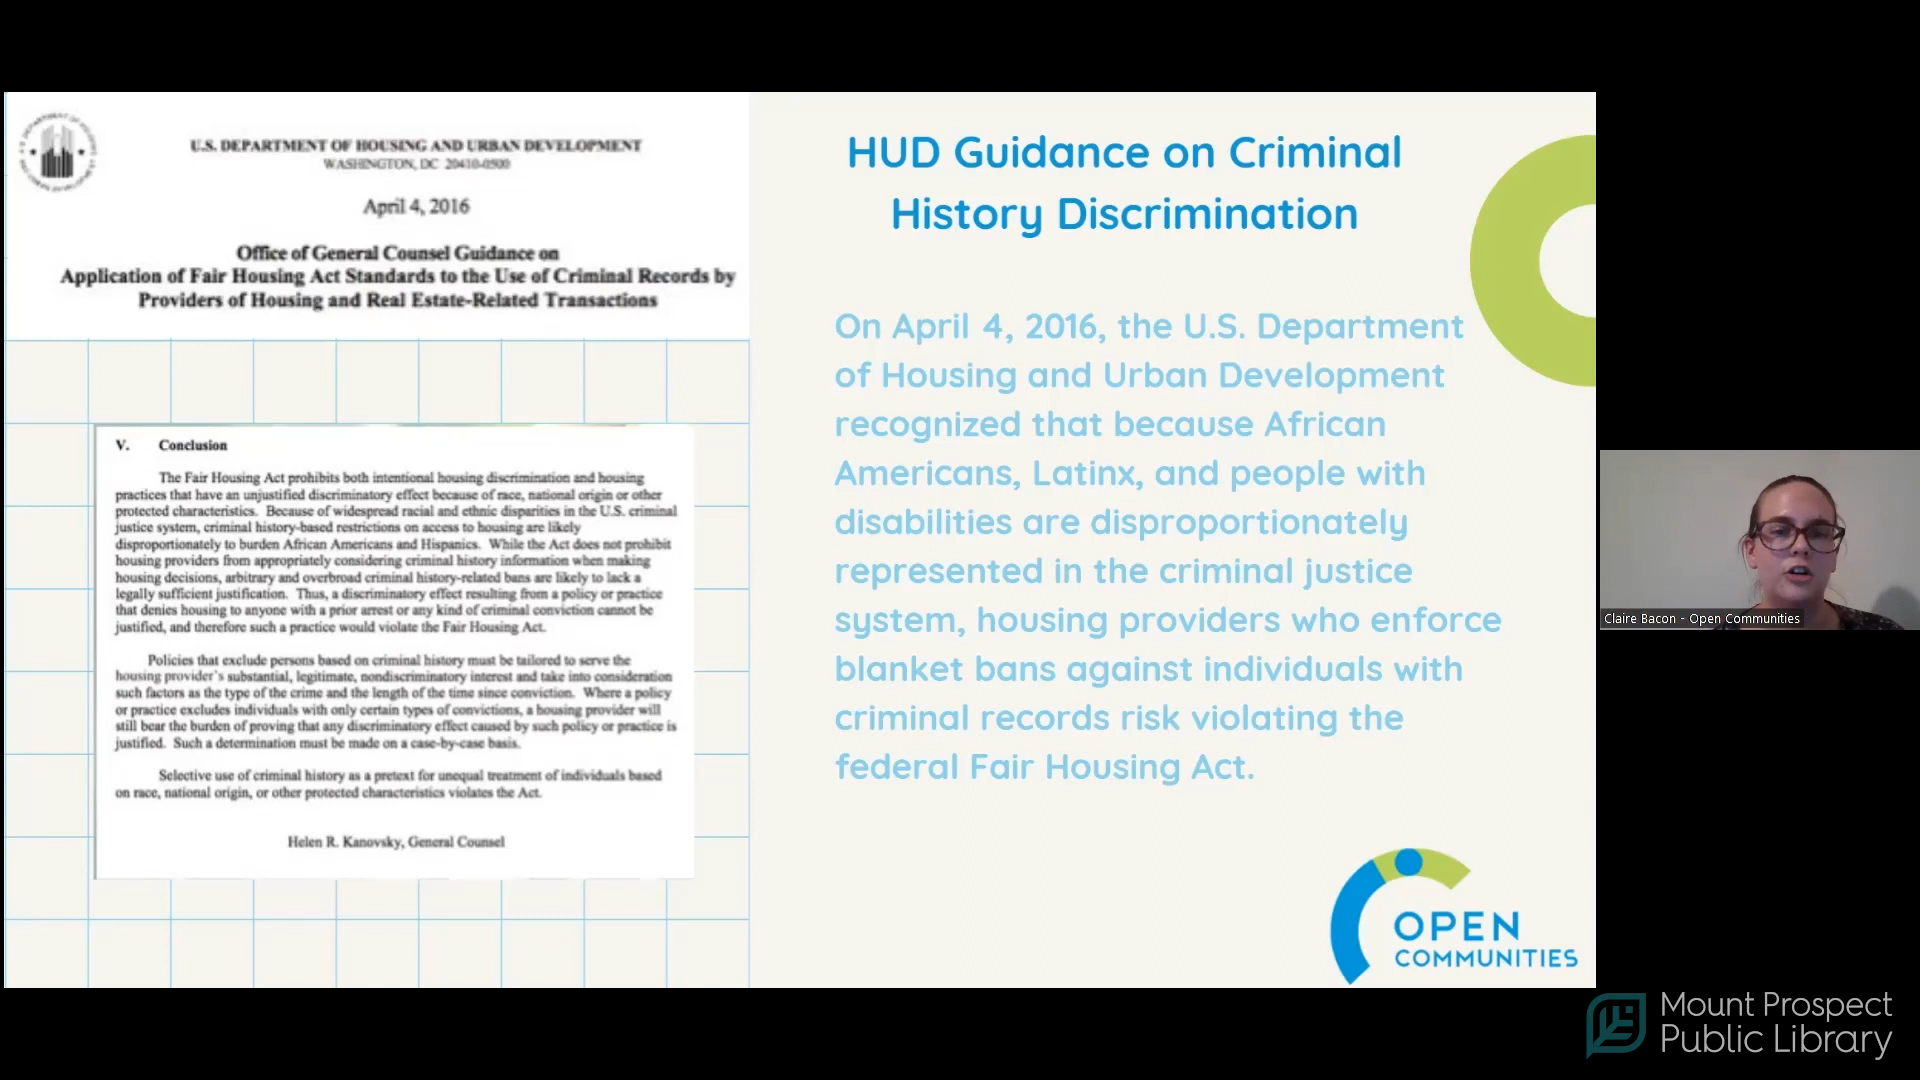 U.S. DEPARTMENT OF HOUSING AND URBAN DEVELOPMENT
WASHINGTON, DC 20410-0500
April 4, 2016
Office of General Counsel Guidance on
Application of Fair Housing Act Standards to the Use of Criminal Records by
Providers of Housing and Real Estate-Related Transactions
V. Conclusion
The Fair Housing Act prohibits both intentional housing discrimination and housing
practices that have an unjustified discriminatory effect because of race, national origin or other
protected characteristics. Because of widespread racial and ethnic disparities in the U.S. criminal
justice system, criminal history-based restrictions on access to housing are likely
disproportionately to burden African Americans and Hispanics. While the Act does not prohibit
housing providers from appropriately considering criminal history information when making
housing decisions, arbitrary and overbroad criminal history-related bans are likely to lack a
legally sufficient justification. Thus, a discriminatory effect resulting from a policy or practice
that denies housing to anyone with a prior arrest or any kind of criminal conviction cannot be
justified, and therefore such a practice would violate the Fair Housing Act.
Policies that exclude persons based on criminal history must be tailored to serve the
housing provider's substantial, legitimate, nondiscriminatory interest and take into consideration
such factors as the type of the crime and the length of the time since conviction. Where a policy
or practice excludes individuals with only certain types of convictions, a housing provider will
still bear the burden of proving that any discriminatory effect caused by such policy or practice is
justified. Such a determination must be made on a case-by-case basis.
Selective use of criminal history as a pretext for unequal treatment of individuals based
on race, national origin, or other protected characteristics violates the Act.
Helen R. Kanovsky, General Counsel
HUD Guidance on Criminal
History Discrimination
On April 4, 2016, the U.S. Department
of Housing and Urban Development
recognized that because African
Americans, Latinx, and people with
disabilities are disproportionately
represented in the criminal justice
system, housing providers who enforce
blanket bans against individuals with
criminal records risk violating the
federal Fair Housing Act.
OPEN
COMMUNITIES
Claire Bacon - Open Communities
Mount Prospect
Public Library